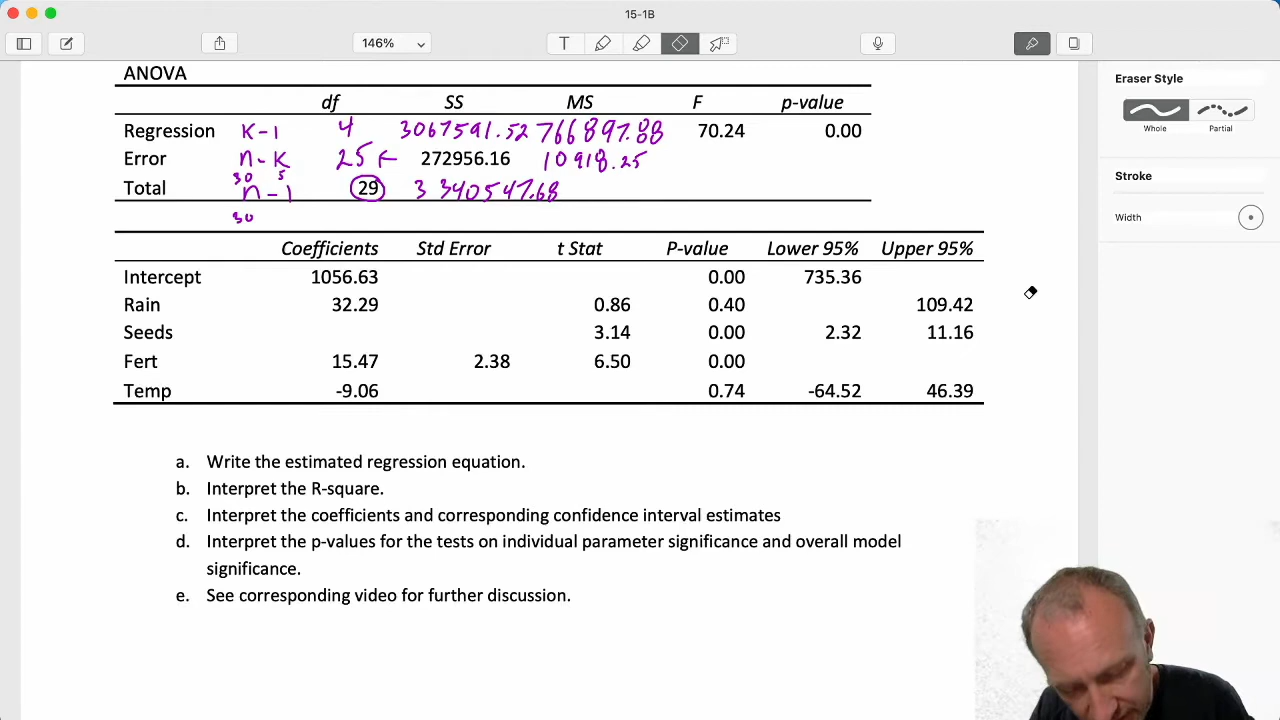 15-1B
146%
Eraser Style
Whole Partial
Stroke
Width
ANOVA
df SS MS F p-value
Regression K-1 4 3067591.52 766897.88 70.24 0.00
Error n-K 25 ← 272956.16 10918.25
30 5
Total n-1 29 3340547.68
30
Coefficients Std Error t Stat P-value Lower 95% Upper 95%
Intercept 1056.63 0.00 735.36
Rain 32.29 0.86 0.40 109.42
Seeds 3.14 0.00 2.32 11.16
Fert 15.47 2.38 6.50 0.00
Temp -9.06 0.74 -64.52 46.39
a. Write the estimated regression equation.
b. Interpret the R-square.
c. Interpret the coefficients and corresponding confidence interval estimates
d. Interpret the p-values for the tests on individual parameter significance and overall model
significance.
e. See corresponding video for further discussion.